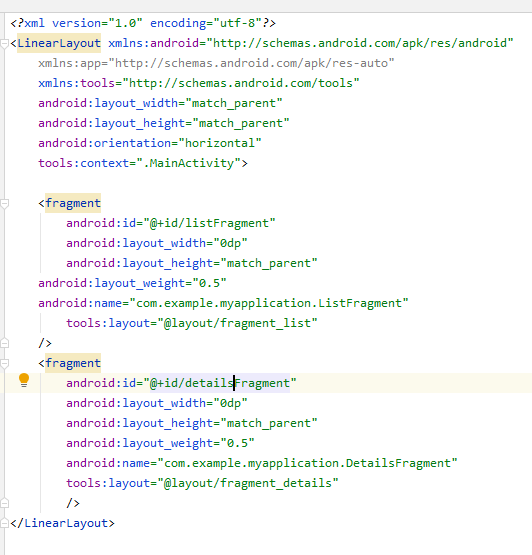 <?xml version="1.0" encoding="utf-8"?>
<LinearLayout xmlns:android="http://schemas.android.com/apk/res/android"
    xmlns:app="http://schemas.android.com/apk/res-auto"
    xmlns:tools="http://schemas.android.com/tools"
    android:layout_width="match_parent"
    android:layout_height="match_parent"
    android:orientation="horizontal"
    tools:context=".MainActivity">

    <fragment
        android:id="@+id/listFragment"
        android:layout_width="0dp"
        android:layout_height="match_parent"
    android:layout_weight="0.5"
    android:name="com.example.myapplication.ListFragment"
        tools:layout="@layout/fragment_list"
    />
    <fragment
        android:id="@+id/detailsFragment"
        android:layout_width="0dp"
        android:layout_height="match_parent"
        android:layout_weight="0.5"
        android:name="com.example.myapplication.DetailsFragment"
        tools:layout="@layout/fragment_details"
        />
</LinearLayout>